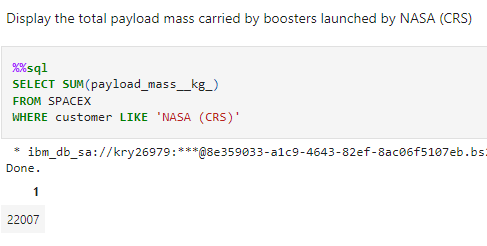 Display the total payload mass carried by boosters launched by NASA (CRS)
%%sql
SELECT SUM(payload_mass__kg_)
FROM SPACEX
WHERE customer LIKE 'NASA (CRS)'
* ibm_db_sa://kry26979:***@8e359033-a1c9-4643-82ef-8ac06f5107eb.bs
Done.
1
22007